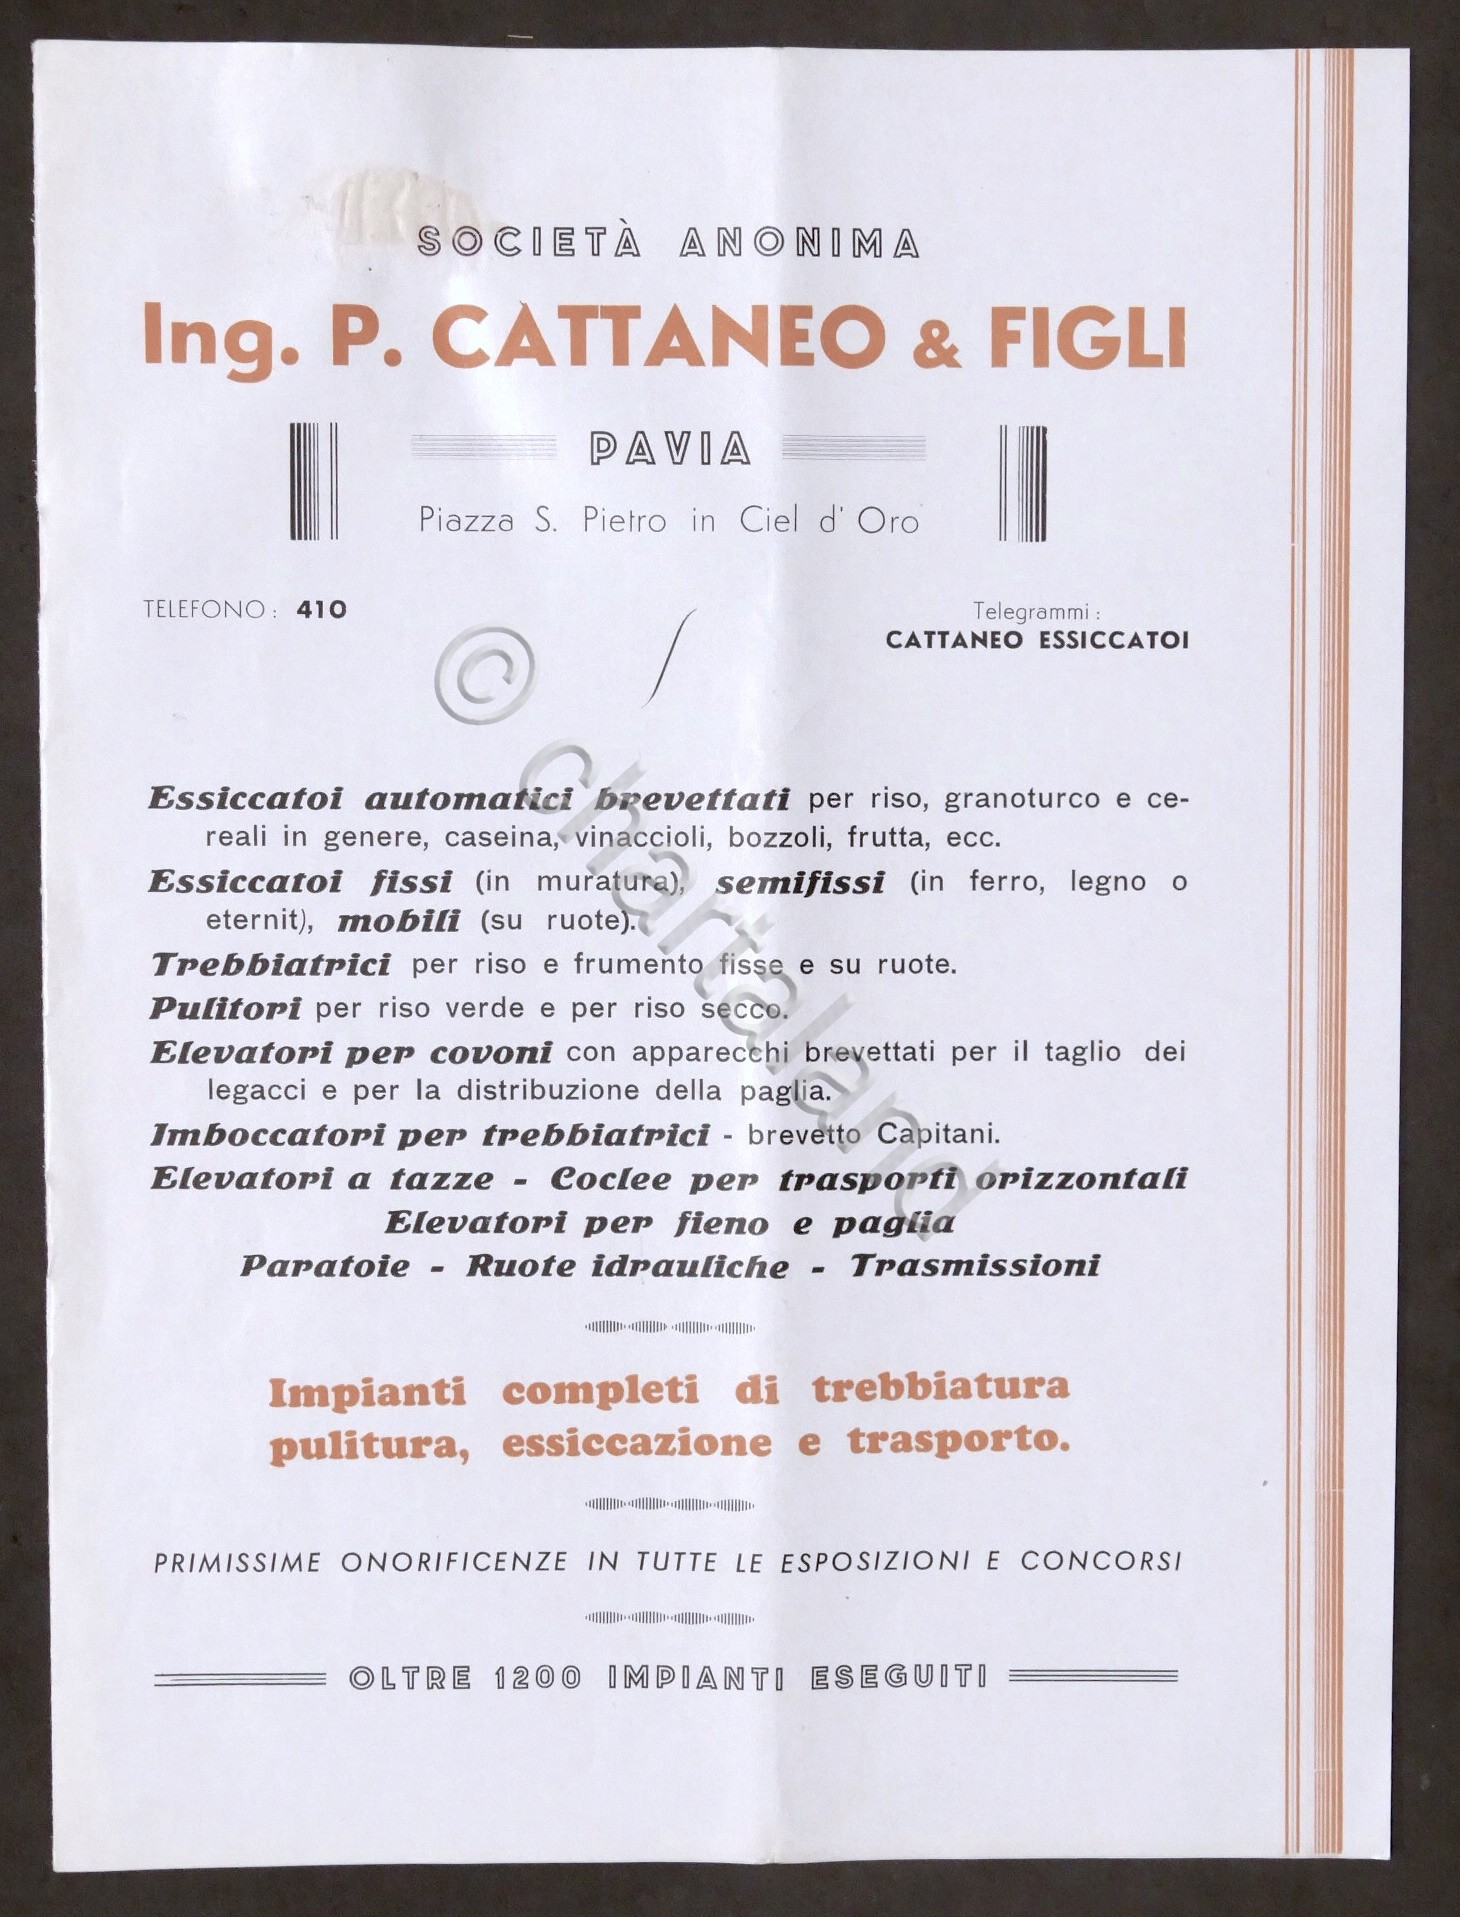 SOCIETÀ ANONIMA
Ing. P. CATTANEO & FIGLI
PAVIA
Piazza S. Pietro in Ciel d' Oro
TELEFONO: 410
Telegrammi:
CATTANEO ESSICCATOI
Essiccatoi automatici brevettati per riso, granoturco e ce-
reali in genere, caseina, vinaccioli, bozzoli, frutta, ecc.
Essiccatoi fissi (in muratura), semifissi (in ferro, legno o
eternit), mobili (su ruote).
Trebbiatrici per riso e frumento fisse e su ruote.
Pulitori per riso verde e per riso secco.
Elevatori per covoni con apparecchi brevettati per il taglio dei
legacci e per la distribuzione della paglia.
Imboccatori per trebbiatrici - brevetto Capitani.
Elevatori a tazze - Coclee per trasporti orizzontali
Elevatori per fieno e paglia
Paratoie - Ruote idrauliche - Trasmissioni
Impianti completi di trebbiatura
pulitura, essiccazione e trasporto.
PRIMISSIME ONORIFICENZE IN TUTTE LE ESPOSIZIONI E CONCORSI
OLTRE 1200 IMPIANTI ESEGUITI
© chartaland